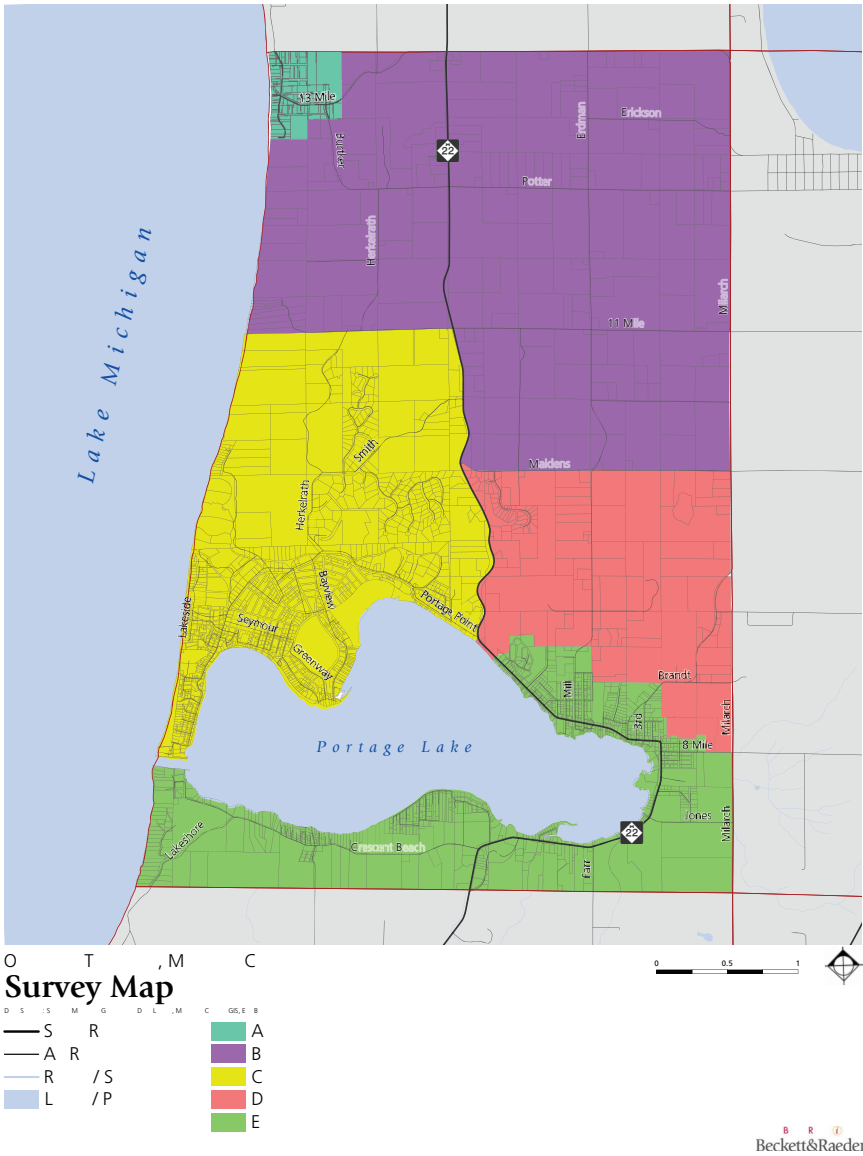 13 Mile
Erdman
Erickson
Burner
22
Potter
Herkelrath
Milarch
11 Mile
Lake Michigan
Smith
Maidens
Herkelrath
Bayview
Portage Point
Lakeside
Seymour
Greenway
Brandt
Mill
3rd
Milarch
Portage Lake
8 Mile
Jones
Milarch
22
Lakeshore
Crescent Beach
Farr
O T , M C
Survey Map
D S : S M G D L , M C GIS, E B
0 0.5 1
S R
A R
R / S
L / P
A
B
C
D
E
B R i
Beckett&Raeder